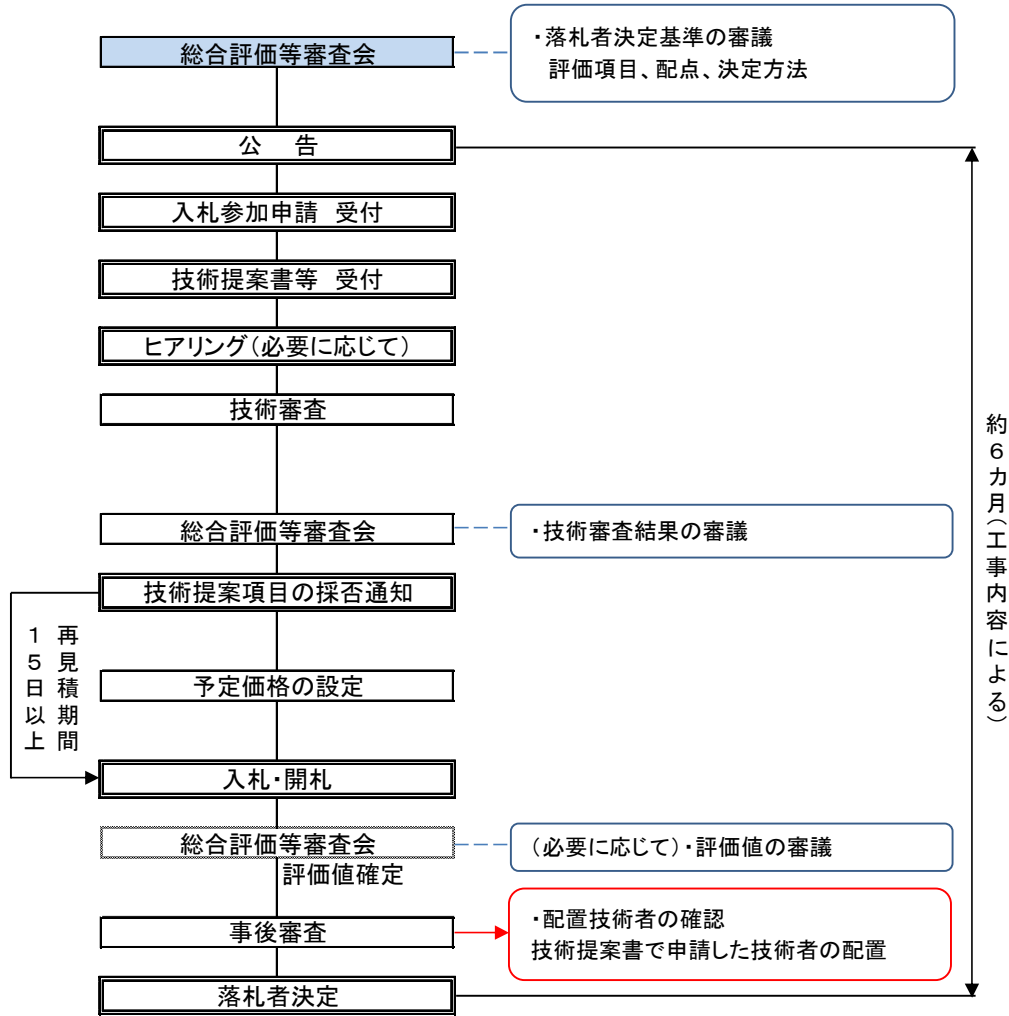 総合評価等審査会
・落札者決定基準の審議
評価項目、配点、決定方法
公　告
入札参加申請　受付
技術提案書等　受付
ヒアリング（必要に応じて）
技術審査
総合評価等審査会
・技術審査結果の審議
技術提案項目の採否通知
再見積期間
１５日以上
予定価格の設定
入札・開札
総合評価等審査会
（必要に応じて）・評価値の審議
評価値確定
事後審査
・配置技術者の確認
技術提案書で申請した技術者の配置
落札者決定
約６カ月（工事内容による）